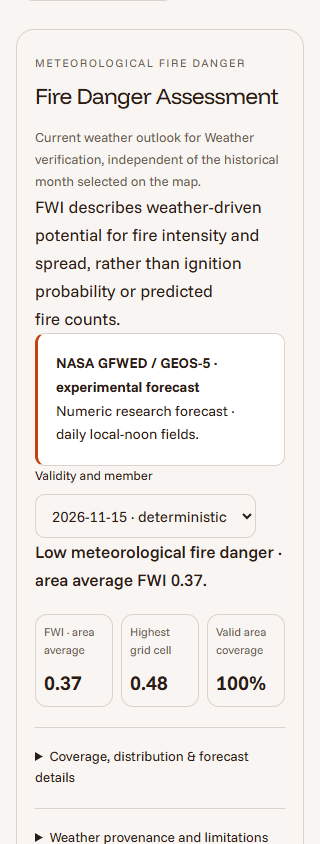 METEOROLOGICAL FIRE DANGER
Fire Danger Assessment
Current weather outlook for Weather
verification, independent of the historical
month selected on the map.
FWI describes weather-driven
potential for fire intensity and
spread, rather than ignition
probability or predicted
fire counts.
NASA GFWED / GEOS-5 ·
experimental forecast
Numeric research forecast ·
daily local-noon fields.
Validity and member
2026-11-15 · deterministic
Low meteorological fire danger ·
area average FWI 0.37.
FWI · area
average
0.37
Highest
grid cell
0.48
Valid area
coverage
100%
Coverage, distribution & forecast
details
Weather provenance and limitations